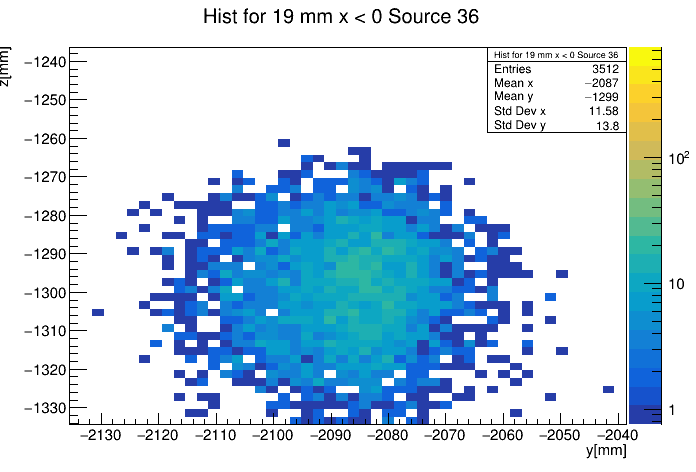 Hist for 19 mm x < 0 Source 36
z[mm]
Hist for 19 mm x < 0 Source 36
Entries 3512
Mean x −2087
Mean y −1299
Std Dev x 11.58
Std Dev y 13.8
−1240
−1250
−1260
−1270
−1280
−1290
−1300
−1310
−1320
−1330
10²
10
1
−2130 −2120 −2110 −2100 −2090 −2080 −2070 −2060 −2050 −2040
y[mm]